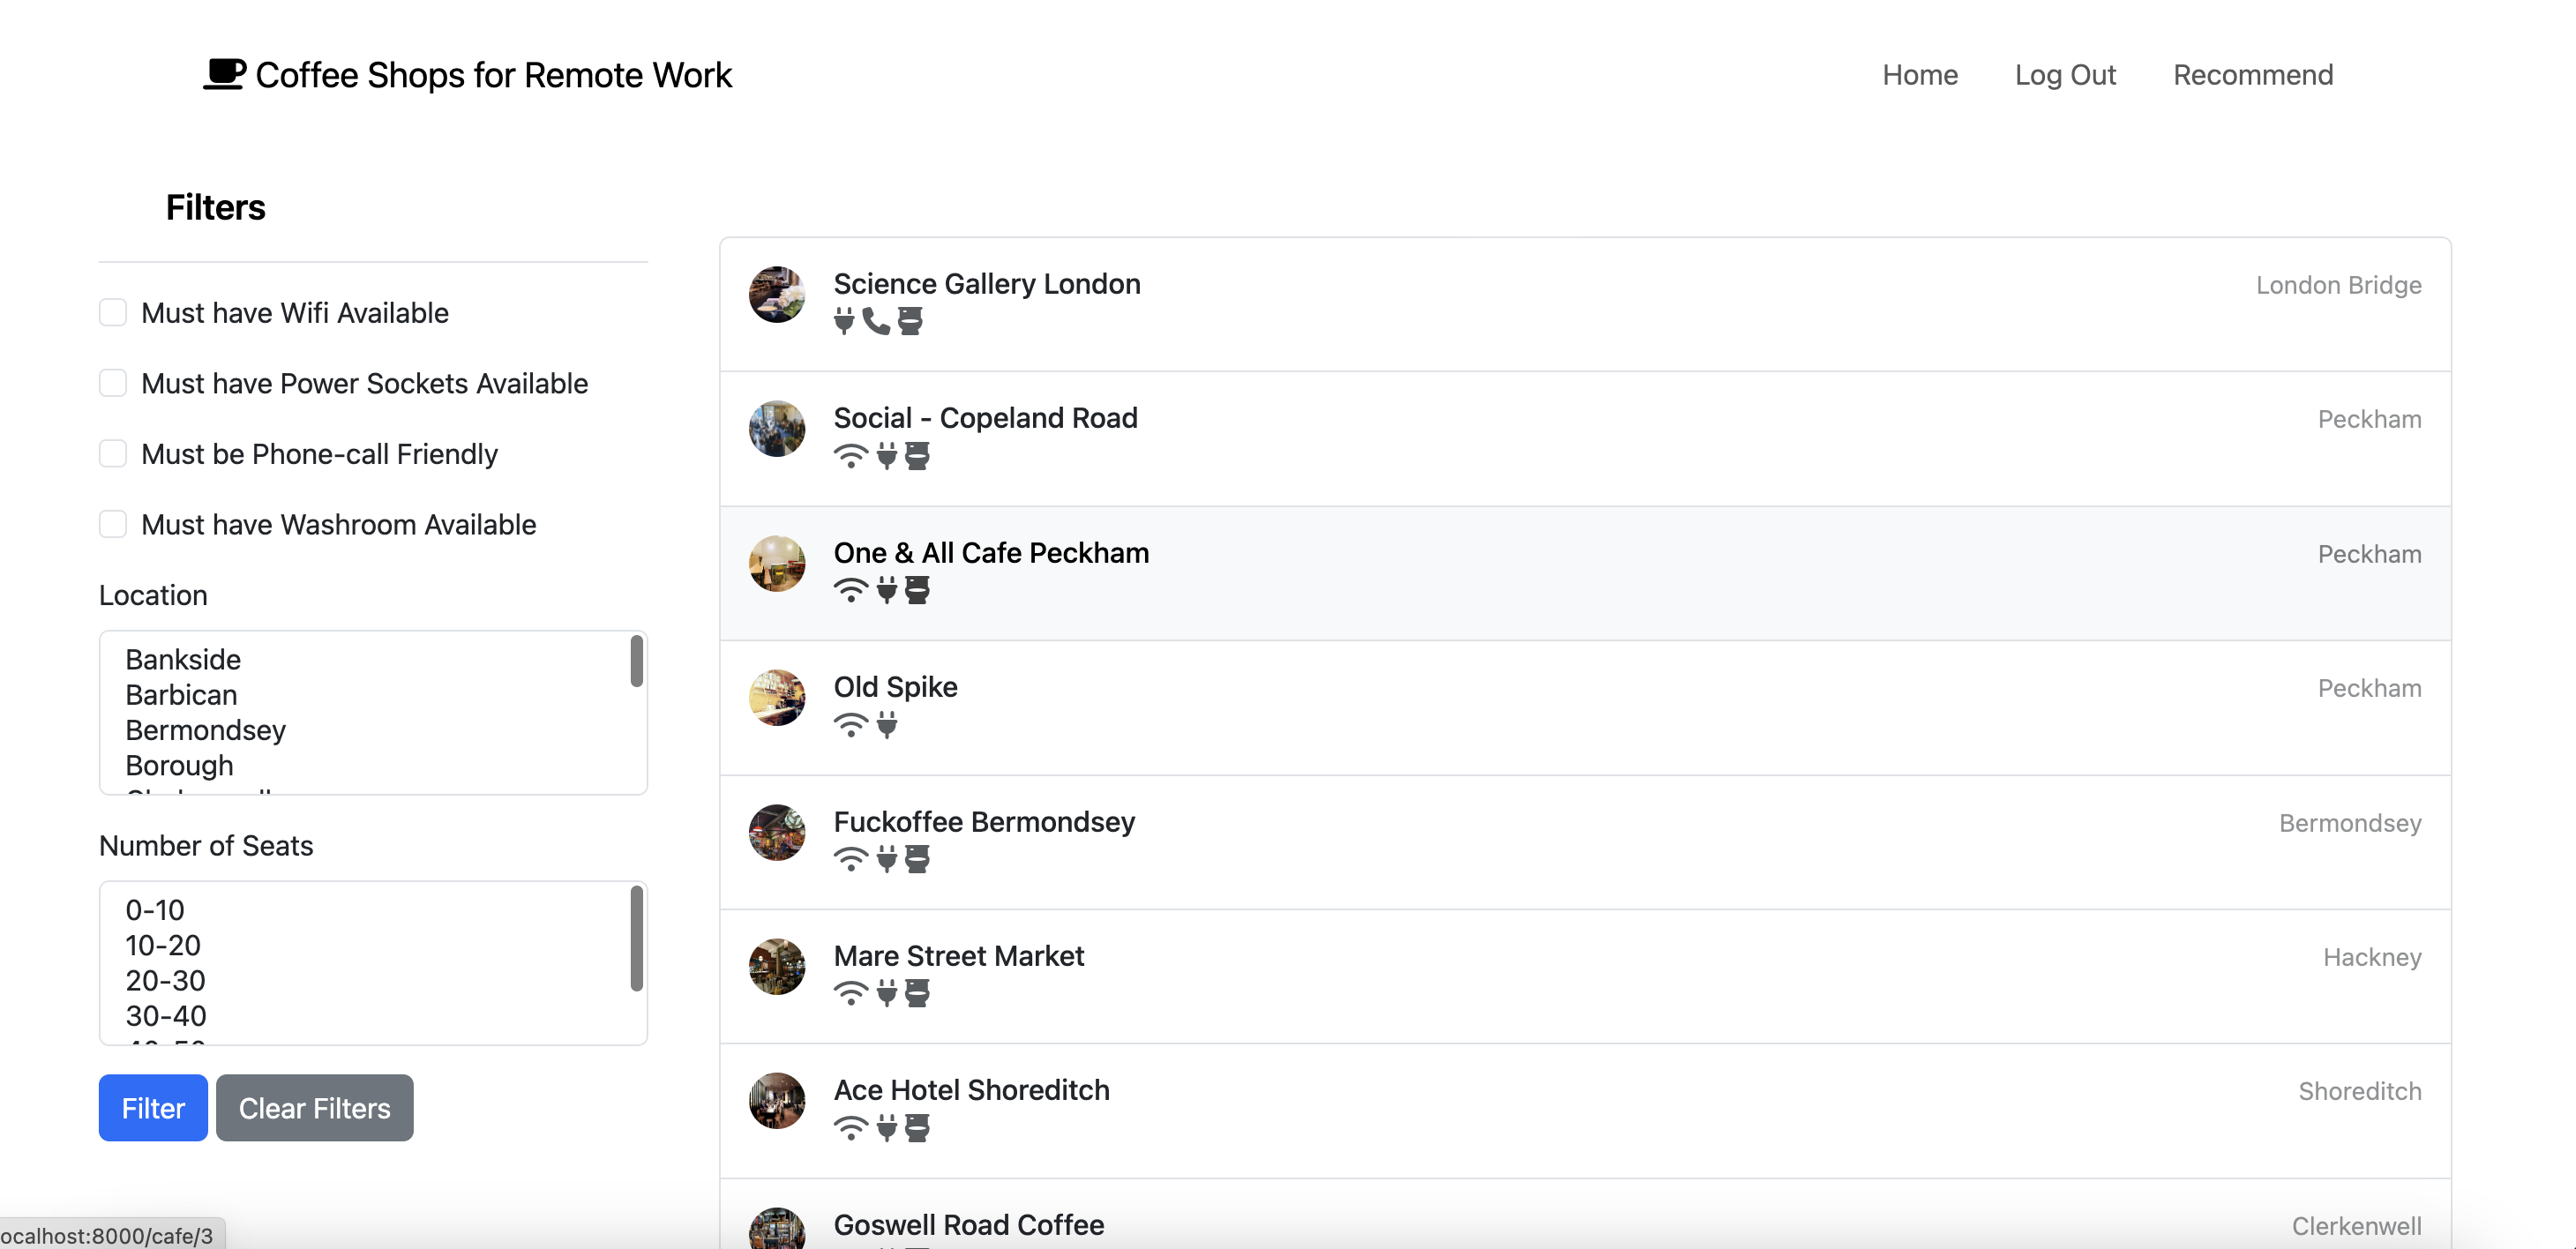 Coffee Shops for Remote Work
Home Log Out Recommend
Filters
Must have Wifi Available
Must have Power Sockets Available
Must be Phone-call Friendly
Must have Washroom Available
Location
Bankside
Barbican
Bermondsey
Borough
Number of Seats
0-10
10-20
20-30
30-40
Filter Clear Filters
Science Gallery London London Bridge
Social - Copeland Road Peckham
One & All Cafe Peckham Peckham
Old Spike Peckham
Fuckoffee Bermondsey Bermondsey
Mare Street Market Hackney
Ace Hotel Shoreditch Shoreditch
Goswell Road Coffee Clerkenwell
ocalhost:8000/cafe/3